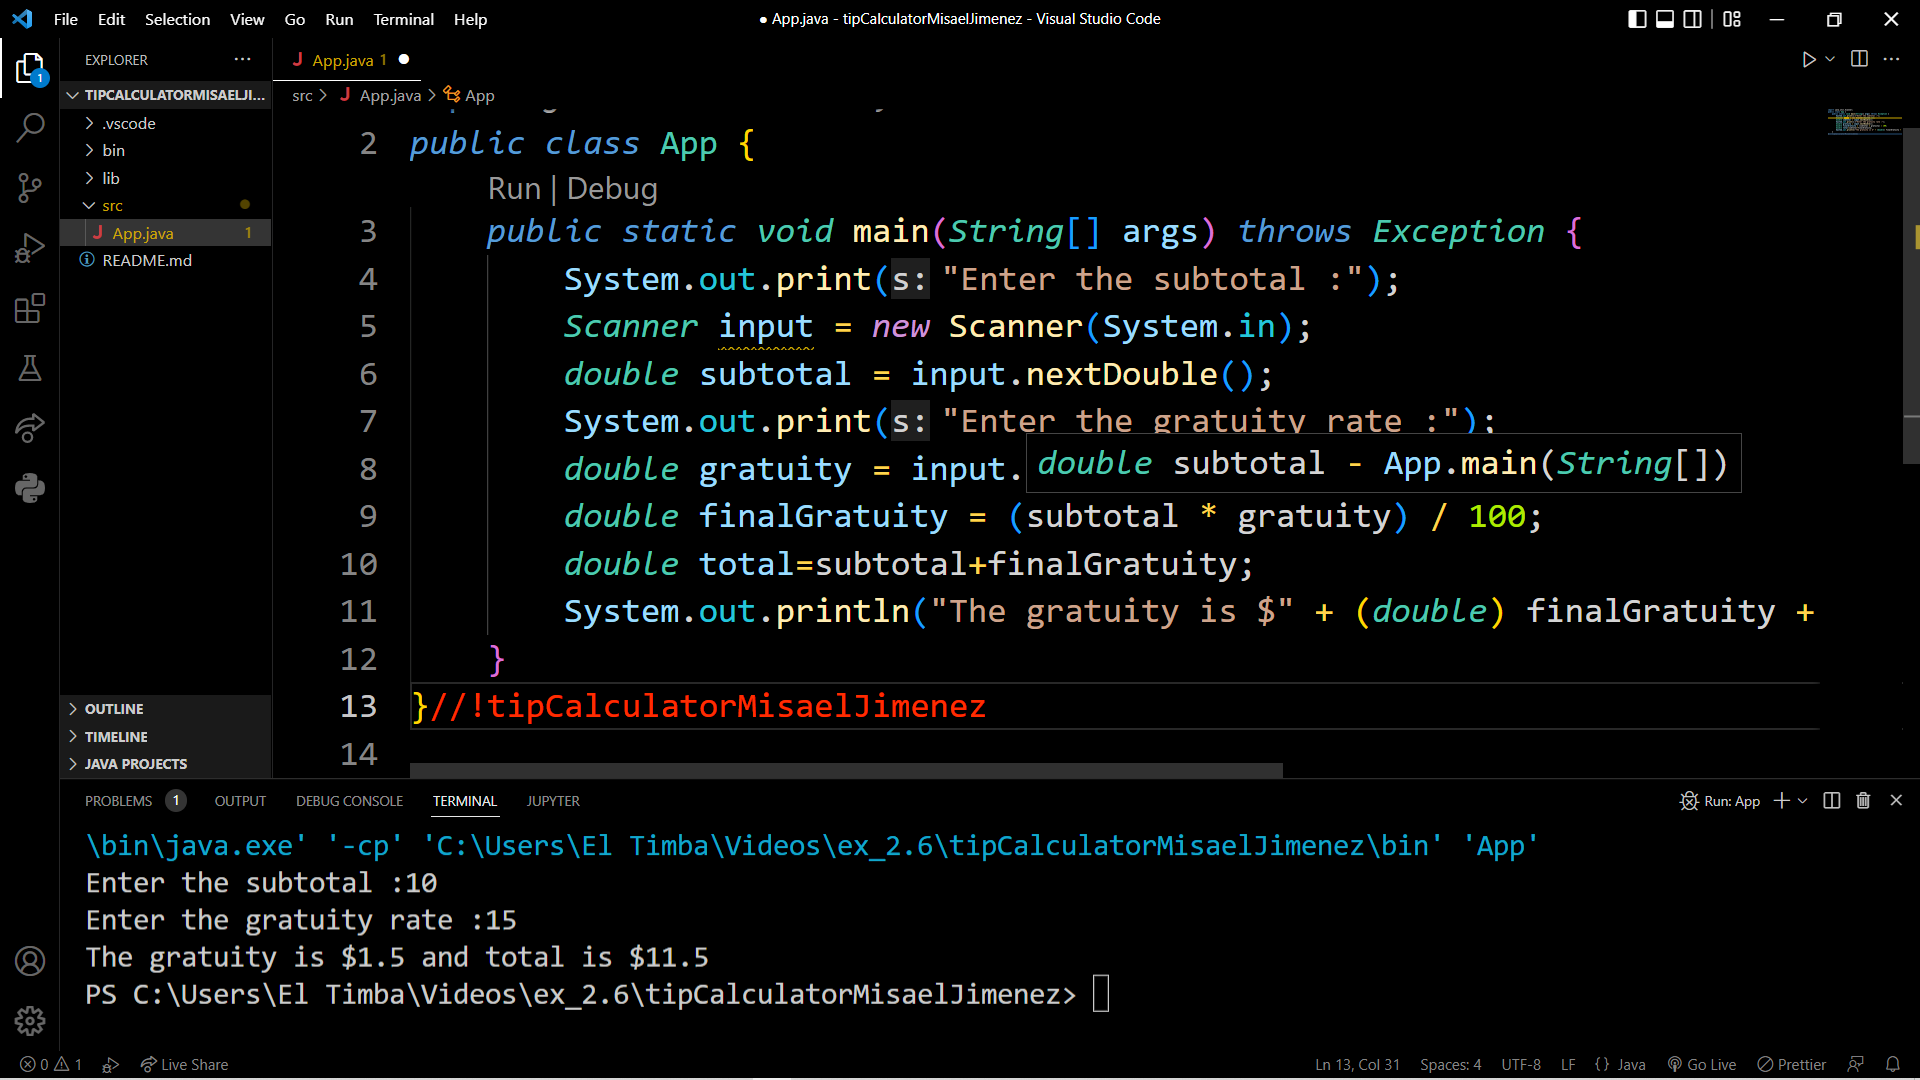 File Edit Selection View Go Run Terminal Help
● App.java - tipCalculatorMisaelJimenez - Visual Studio Code
EXPLORER ...
TIPCALCULATORMISAELJI...
.vscode
bin
lib
src
J App.java 1
README.md
OUTLINE
TIMELINE
JAVA PROJECTS
1
J App.java 1 ●
src > J App.java > App
2 public class App {
Run | Debug
3 public static void main(String[] args) throws Exception {
4 System.out.print(s: "Enter the subtotal :");
5 Scanner input = new Scanner(System.in);
6 double subtotal = input.nextDouble();
7 System.out.print(s: "Enter the gratuity rate :");
8 double gratuity = input.
double subtotal - App.main(String[])
9 double finalGratuity = (subtotal * gratuity) / 100;
10 double total=subtotal+finalGratuity;
11 System.out.println("The gratuity is $" + (double) finalGratuity +
12 }
13 }//!tipCalculatorMisaelJimenez
14
PROBLEMS 1 OUTPUT DEBUG CONSOLE TERMINAL JUPYTER
Run: App
\bin\java.exe' '-cp' 'C:\Users\El Timba\Videos\ex_2.6\tipCalculatorMisaelJimenez\bin' 'App'
Enter the subtotal :10
Enter the gratuity rate :15
The gratuity is $1.5 and total is $11.5
PS C:\Users\El Timba\Videos\ex_2.6\tipCalculatorMisaelJimenez>
0 1 Live Share
Ln 13, Col 31 Spaces: 4 UTF-8 LF {} Java Go Live Prettier